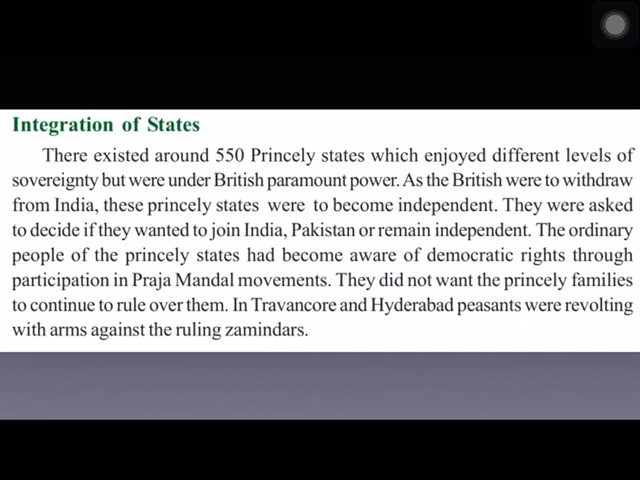 Integration of States
There existed around 550 Princely states which enjoyed different levels of
sovereignty but were under British paramount power. As the British were to withdraw
from India, these princely states were to become independent. They were asked
to decide if they wanted to join India, Pakistan or remain independent. The ordinary
people of the princely states had become aware of democratic rights through
participation in Praja Mandal movements. They did not want the princely families
to continue to rule over them. In Travancore and Hyderabad peasants were revolting
with arms against the ruling zamindars.